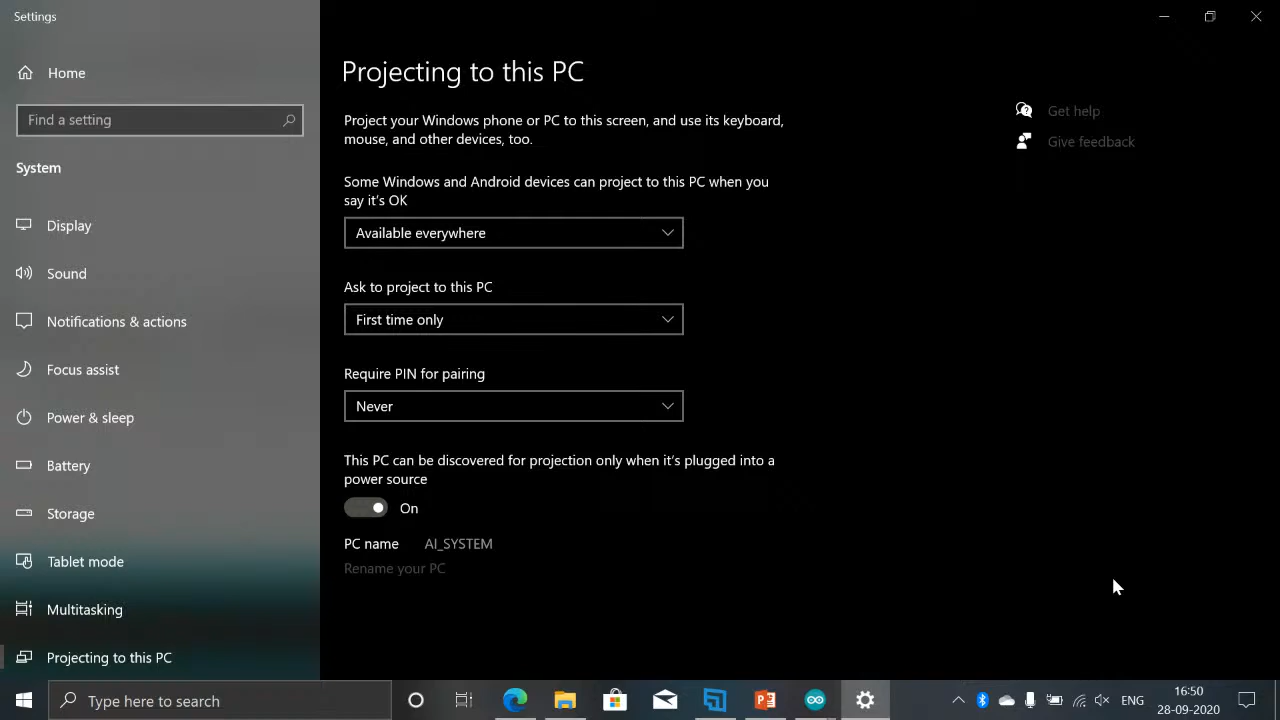 Settings
Home
Find a setting
System
Display
Sound
Notifications & actions
Focus assist
Power & sleep
Battery
Storage
Tablet mode
Multitasking
Projecting to this PC
Projecting to this PC
Project your Windows phone or PC to this screen, and use its keyboard,
mouse, and other devices, too.
Some Windows and Android devices can project to this PC when you
say it's OK
Available everywhere
Ask to project to this PC
First time only
Require PIN for pairing
Never
This PC can be discovered for projection only when it's plugged into a
power source
On
PC name AI_SYSTEM
Rename your PC
Get help
Give feedback
Type here to search
ENG
16:50
28-09-2020